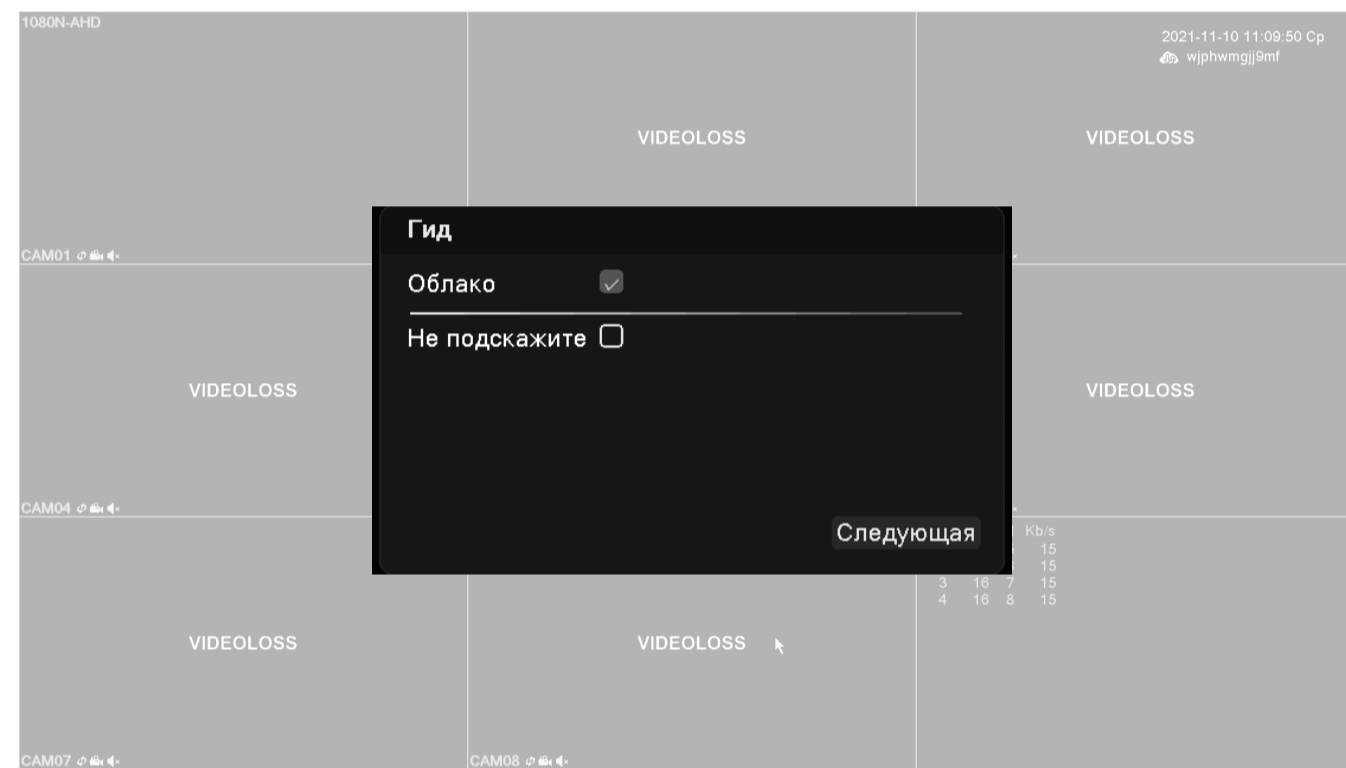 1080N-AHD
2021-11-10 11:09:50 Ср
wjphwmgjj9mf
VIDEOLOSS
VIDEOLOSS
CAM01
Гид
Облако
Не подскажите
Следующая
VIDEOLOSS
VIDEOLOSS
CAM04
Kb/s
15
15
3 16 7 15
4 16 8 15
VIDEOLOSS
VIDEOLOSS
CAM07
CAM08